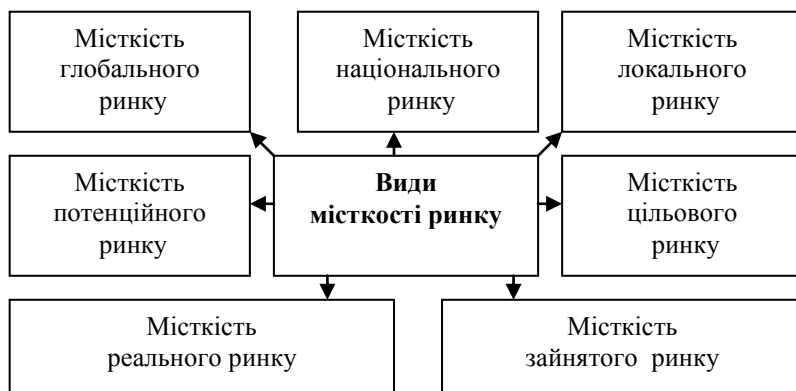 Місткість
глобального
ринку
Місткість
національного
ринку
Місткість
локального
ринку
Місткість
потенційного
ринку
Види
місткості ринку
Місткість
цільового
ринку
Місткість
реального ринку
Місткість
зайнятого ринку